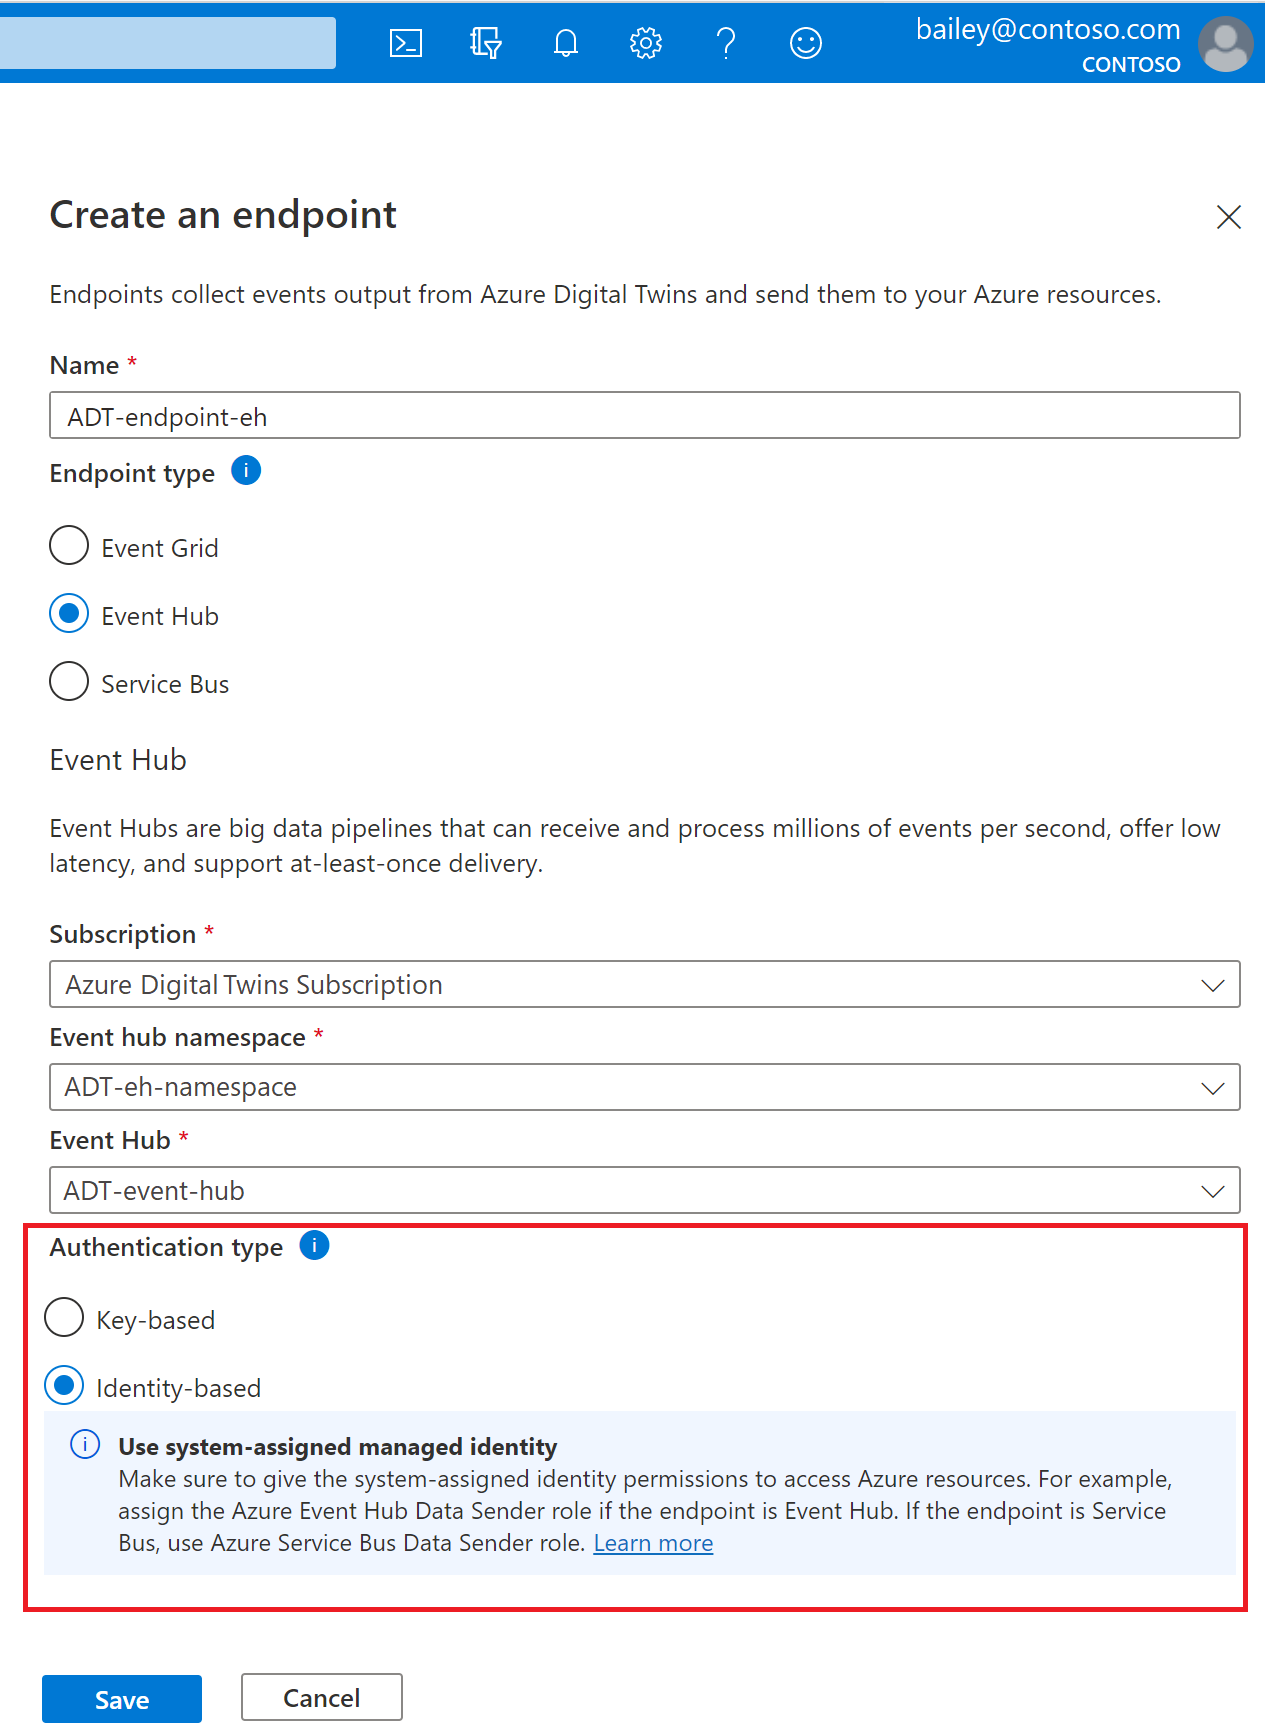 bailey@contoso.com
CONTOSO
Create an endpoint
Endpoints collect events output from Azure Digital Twins and send them to your Azure resources.
Name *
ADT-endpoint-eh
Endpoint type
Event Grid
Event Hub
Service Bus
Event Hub
Event Hubs are big data pipelines that can receive and process millions of events per second, offer low
latency, and support at-least-once delivery.
Subscription *
Azure Digital Twins Subscription
Event hub namespace *
ADT-eh-namespace
Event Hub *
ADT-event-hub
Authentication type
Key-based
Identity-based
Use system-assigned managed identity
Make sure to give the system-assigned identity permissions to access Azure resources. For example,
assign the Azure Event Hub Data Sender role if the endpoint is Event Hub. If the endpoint is Service
Bus, use Azure Service Bus Data Sender role. Learn more
Save
Cancel